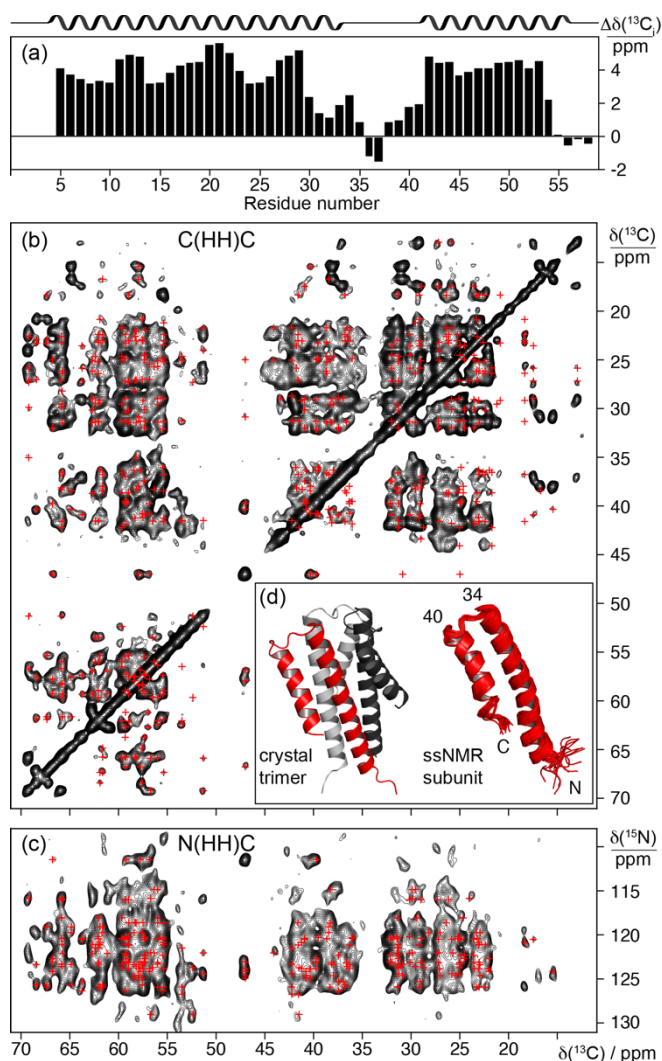 Δδ(¹³Cᵢ)
ppm
(a)
4
2
0
-2
5 10 15 20 25 30 35 40 45 50 55
Residue number
(b) C(HH)C
δ(¹³C)
ppm
20
25
30
35
40
45
50
55
60
65
70
(d)
34
40
crystal
trimer
ssNMR
subunit
C
N
(c) N(HH)C
δ(¹⁵N)
ppm
115
120
125
130
70 65 60 55 50 45 40 35 30 25 20 δ(¹³C) / ppm